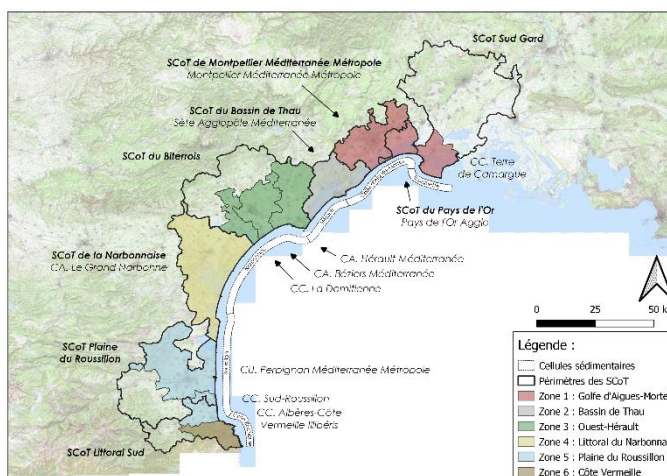 SCoT Sud Gard
SCoT de Montpellier Méditerranée Métropole
Montpellier Méditerranée Métropole
SCoT du Bassin de Thau
Sète Agglopôle Méditerranée
SCoT du Biterrois
CC. Terre
de Camargue
SCoT du Pays de l'Or
Pays de l'Or Agglo
SCoT de la Narbonnaise
CA. Le Grand Narbonne
CA. Hérault Méditerranée
CA. Béziers Méditerranée
CC. La Domitienne
SCoT Plaine
du Roussillon
CU. Perpignan Méditerranée Métropole
CC. Sud-Roussillon
CC. Albères-Côte
Vermeille Illibéris
SCoT Littoral Sud
0 25 50 k
Légende :
Cellules sédimentaires
Périmètres des SCoT
Zone 1 : Golfe d'Aigues-Morte
Zone 2 : Bassin de Thau
Zone 3 : Ouest-Hérault
Zone 4 : Littoral du Narbonna
Zone 5 : Plaine du Roussillon
Zone 6 : Côte Vermeille